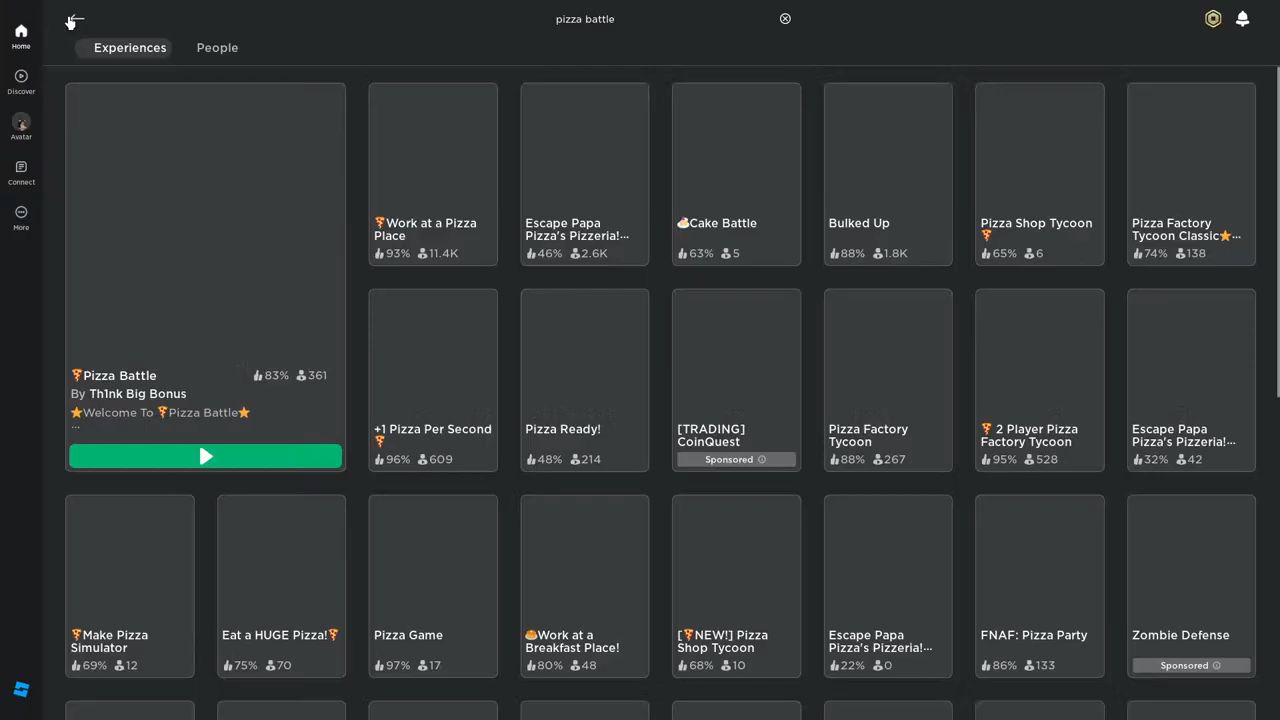 pizza battle
Home
Discover
Avatar
Connect
More
Experiences
People
🍕Pizza Battle
83% 361
By Th1nk Big Bonus
⭐Welcome To 🍕Pizza Battle⭐
...
🍕Work at a Pizza
Place
93% 11.4K
Escape Papa
Pizza's Pizzeria!...
46% 2.6K
🍰Cake Battle
63% 5
Bulked Up
88% 1.8K
Pizza Shop Tycoon
🍕
65% 6
Pizza Factory
Tycoon Classic⭐...
74% 138
+1 Pizza Per Second
🍕
96% 609
Pizza Ready!
48% 214
[TRADING]
CoinQuest
Sponsored
Pizza Factory
Tycoon
88% 267
🍕 2 Player Pizza
Factory Tycoon
95% 528
Escape Papa
Pizza's Pizzeria!...
32% 42
🍕Make Pizza
Simulator
69% 12
Eat a HUGE Pizza!🍕
75% 70
Pizza Game
97% 17
🥞Work at a
Breakfast Place!
80% 48
[🍕NEW!] Pizza
Shop Tycoon
68% 10
Escape Papa
Pizza's Pizzeria!...
22% 0
FNAF: Pizza Party
86% 133
Zombie Defense
Sponsored